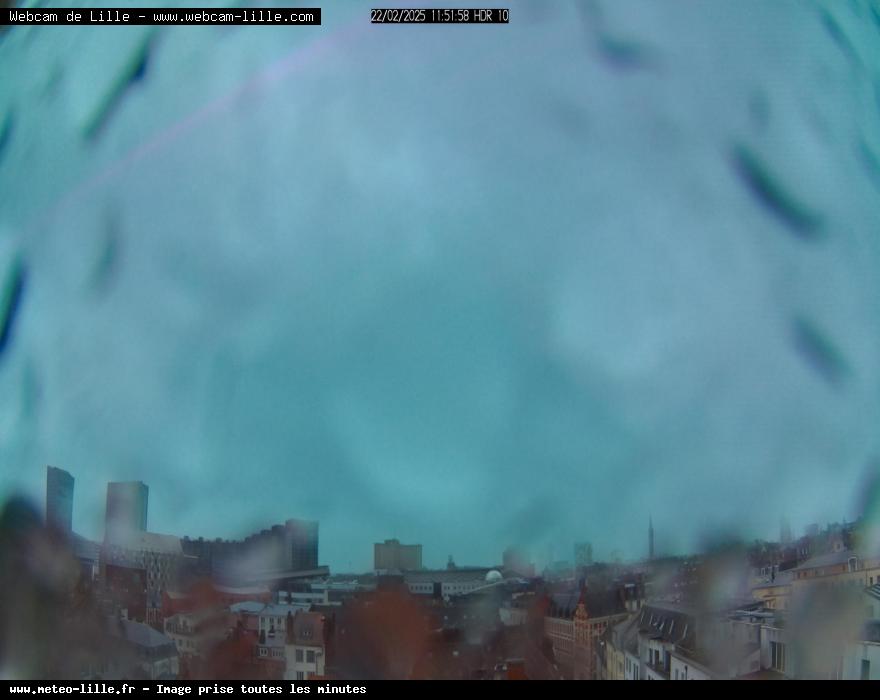 Webcam de Lille - www.webcam-lille.com
22/02/2025 11:51:58 HDR 10
www.meteo-lille.fr - Image prise toutes les minutes